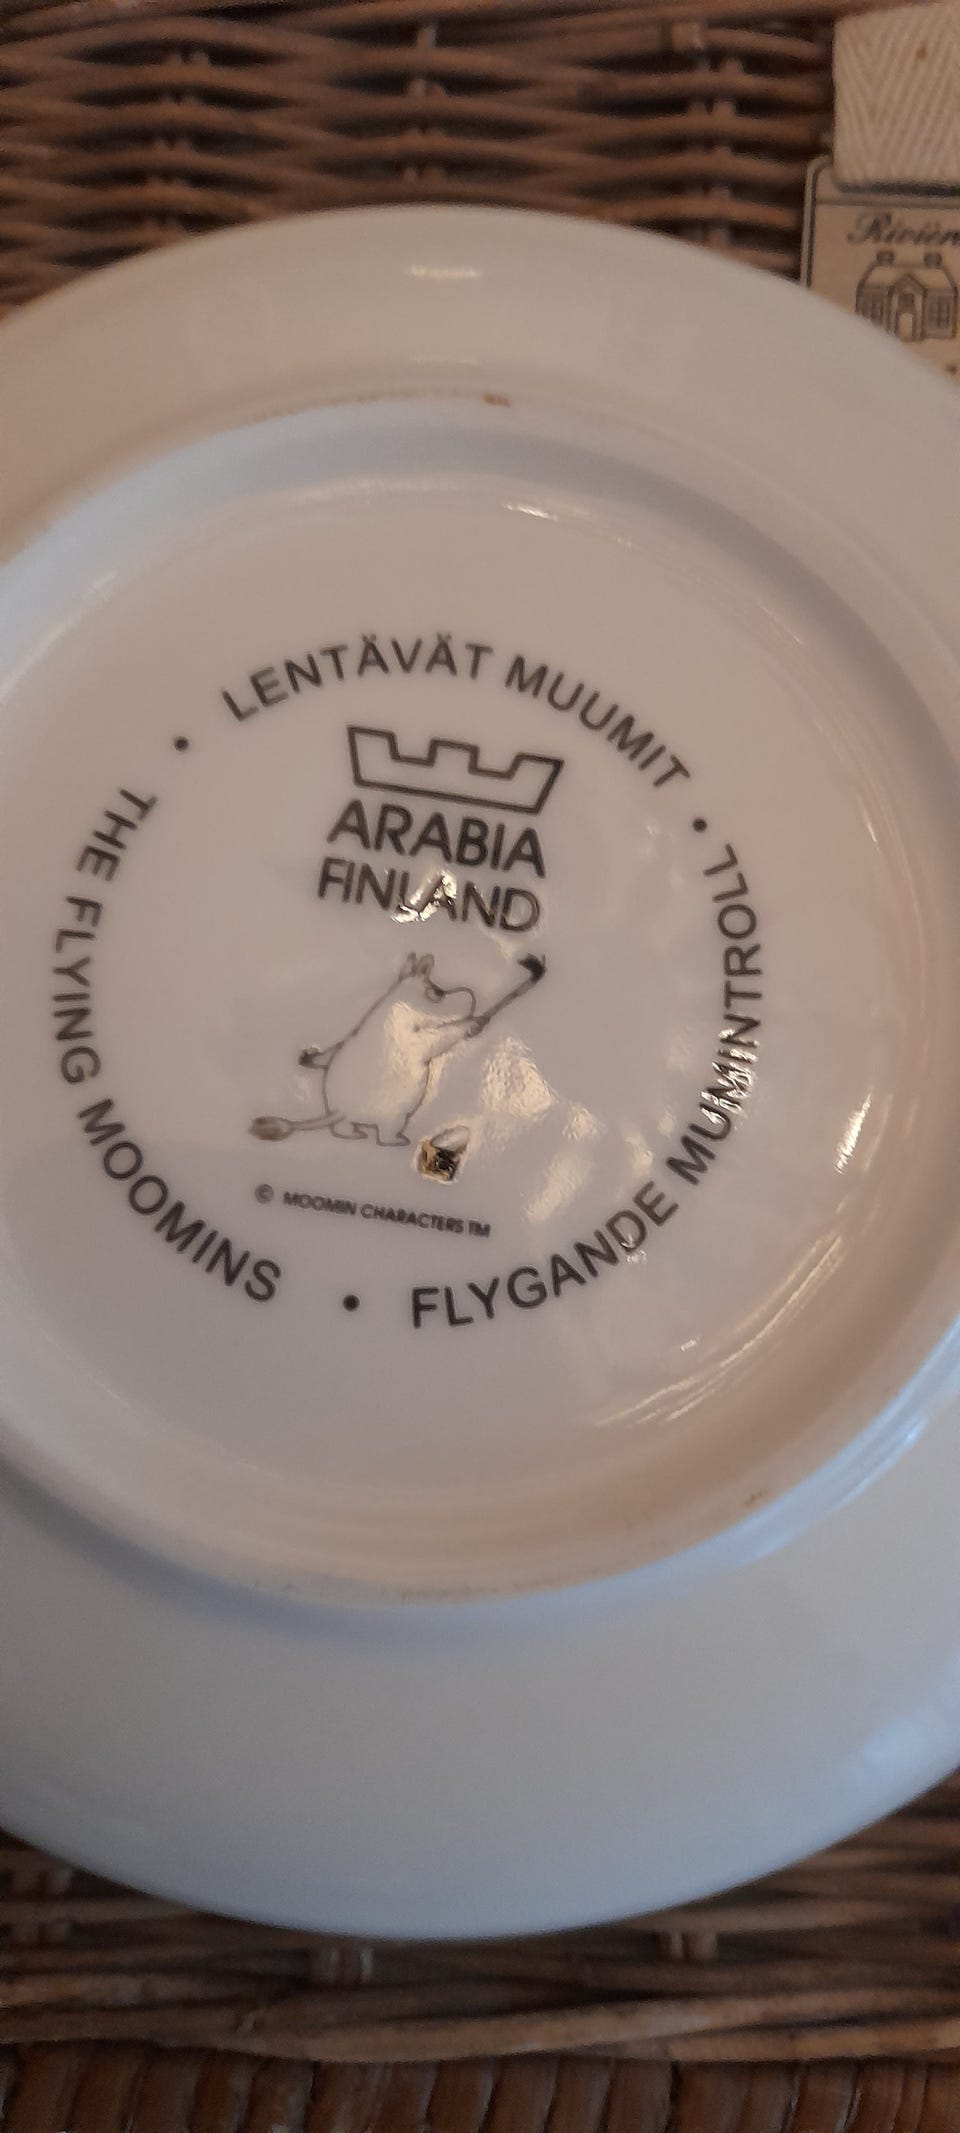 LENTÄVÄT MUUMIT • FLYGANDE MUMINTROLL • THE FLYING MOOMINS •
ARABIA
FINLAND
© MOOMIN CHARACTERS TM